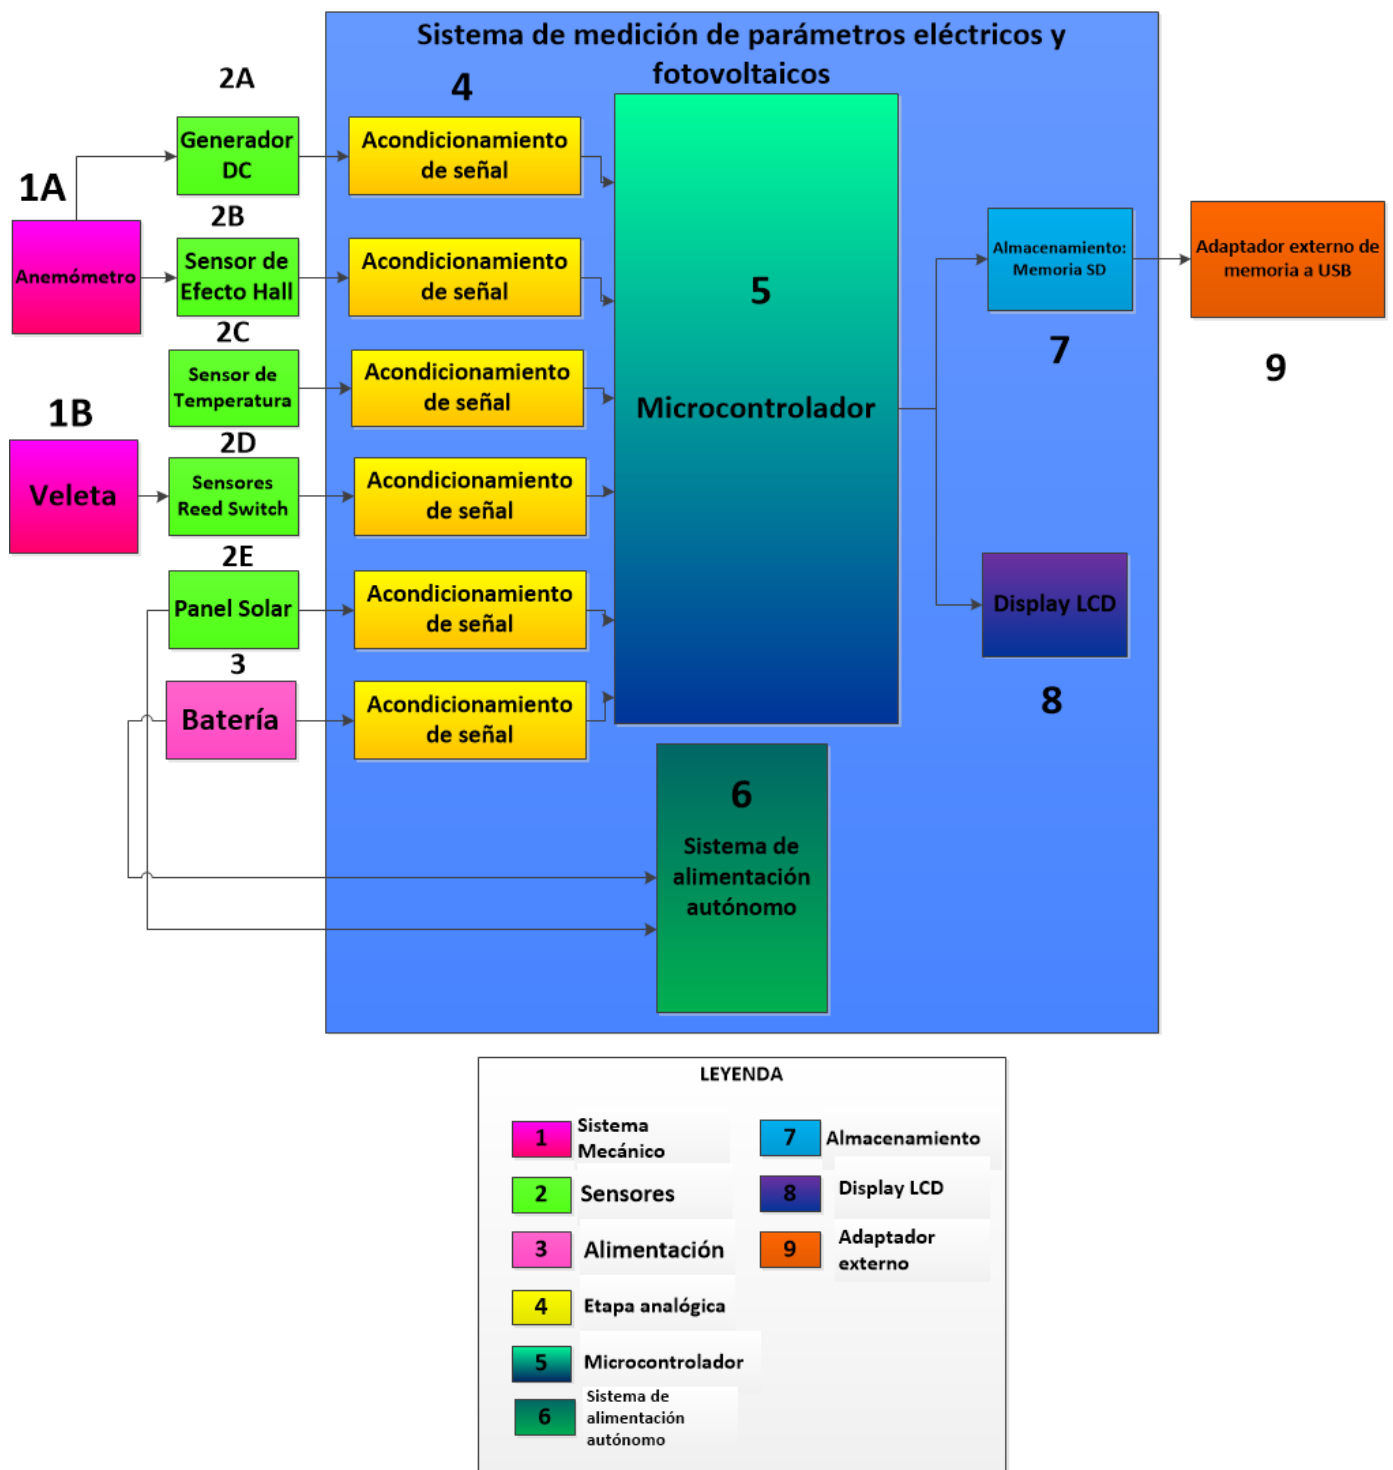 Sistema de medición de parámetros eléctricos y
fotovoltaicos
2A
4
Generador
DC
Acondicionamiento
de señal
1A
2B
Anemómetro
Sensor de
Efecto Hall
Acondicionamiento
de señal
5
Microcontrolador
Almacenamiento:
Memoria SD
Adaptador externo de
memoria a USB
7
9
2C
Sensor de
Temperatura
Acondicionamiento
de señal
1B
2D
Veleta
Sensores
Reed Switch
Acondicionamiento
de señal
2E
Panel Solar
Acondicionamiento
de señal
Display LCD
8
3
Batería
Acondicionamiento
de señal
6
Sistema de
alimentación
autónomo
LEYENDA
1
Sistema
Mecánico
2
Sensores
3
Alimentación
4
Etapa analógica
5
Microcontrolador
6
Sistema de
alimentación
autónomo
7
Almacenamiento
8
Display LCD
9
Adaptador
externo